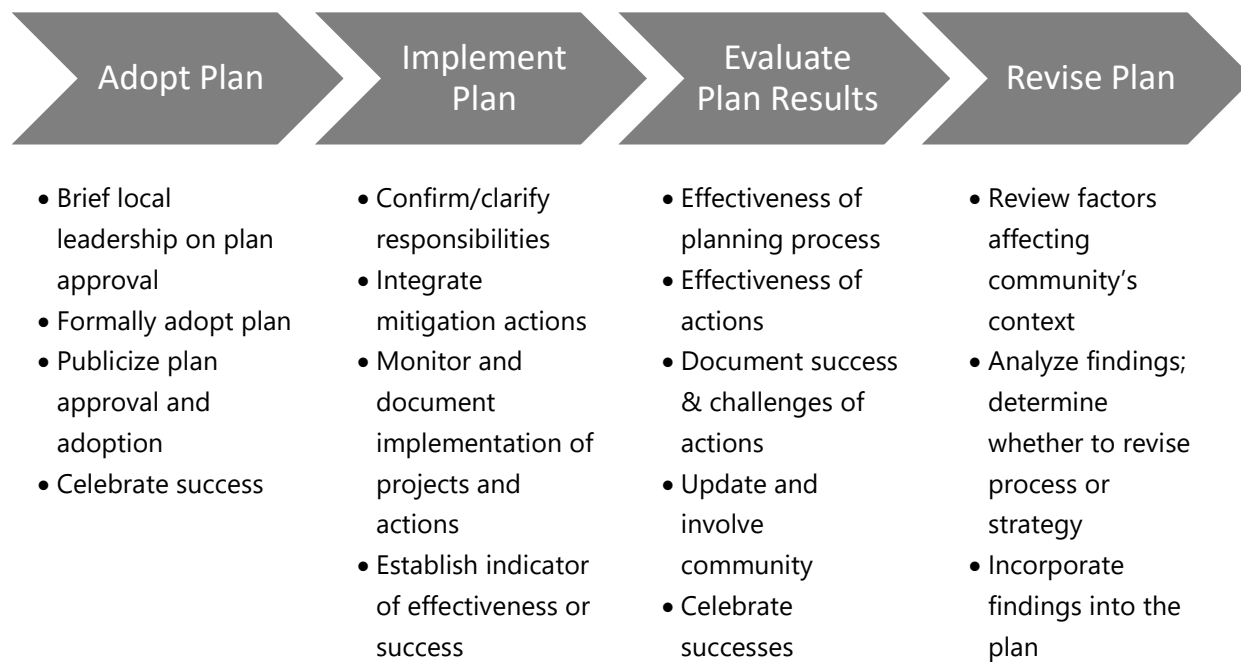 Adopt Plan
Implement
Plan
Evaluate
Plan Results
Revise Plan
• Brief local
leadership on plan
approval
• Formally adopt plan
• Publicize plan
approval and
adoption
• Celebrate success
• Confirm/clarify
responsibilities
• Integrate
mitigation actions
• Monitor and
document
implementation of
projects and
actions
• Establish indicator
of effectiveness or
success
• Effectiveness of
planning process
• Effectiveness of
actions
• Document success
& challenges of
actions
• Update and
involve
community
• Celebrate
successes
• Review factors
affecting
community’s
context
• Analyze findings;
determine
whether to revise
process or
strategy
• Incorporate
findings into the
plan